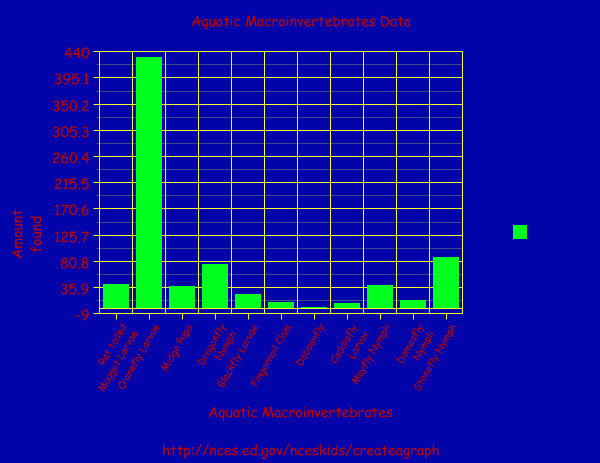 Aquatic Macroinvertebrates Data
440
395.1
350.2
305.3
260.4
215.5
170.6
125.7
80.8
35.9
-9
Amount
found
Rat tailed
Maggot Larvae
Cranefly Larvae
Midge Pupa
Dragonfly
Nymph
Blackfly Larvae
Fingernail Clam
Dobsonfly
Caddisfly
Larvae
Mayfly Nymph
Damselfly
Nymph
Stonefly Nymph
Aquatic Macroinvertebrates
http://nces.ed.gov/nceskids/createagraph